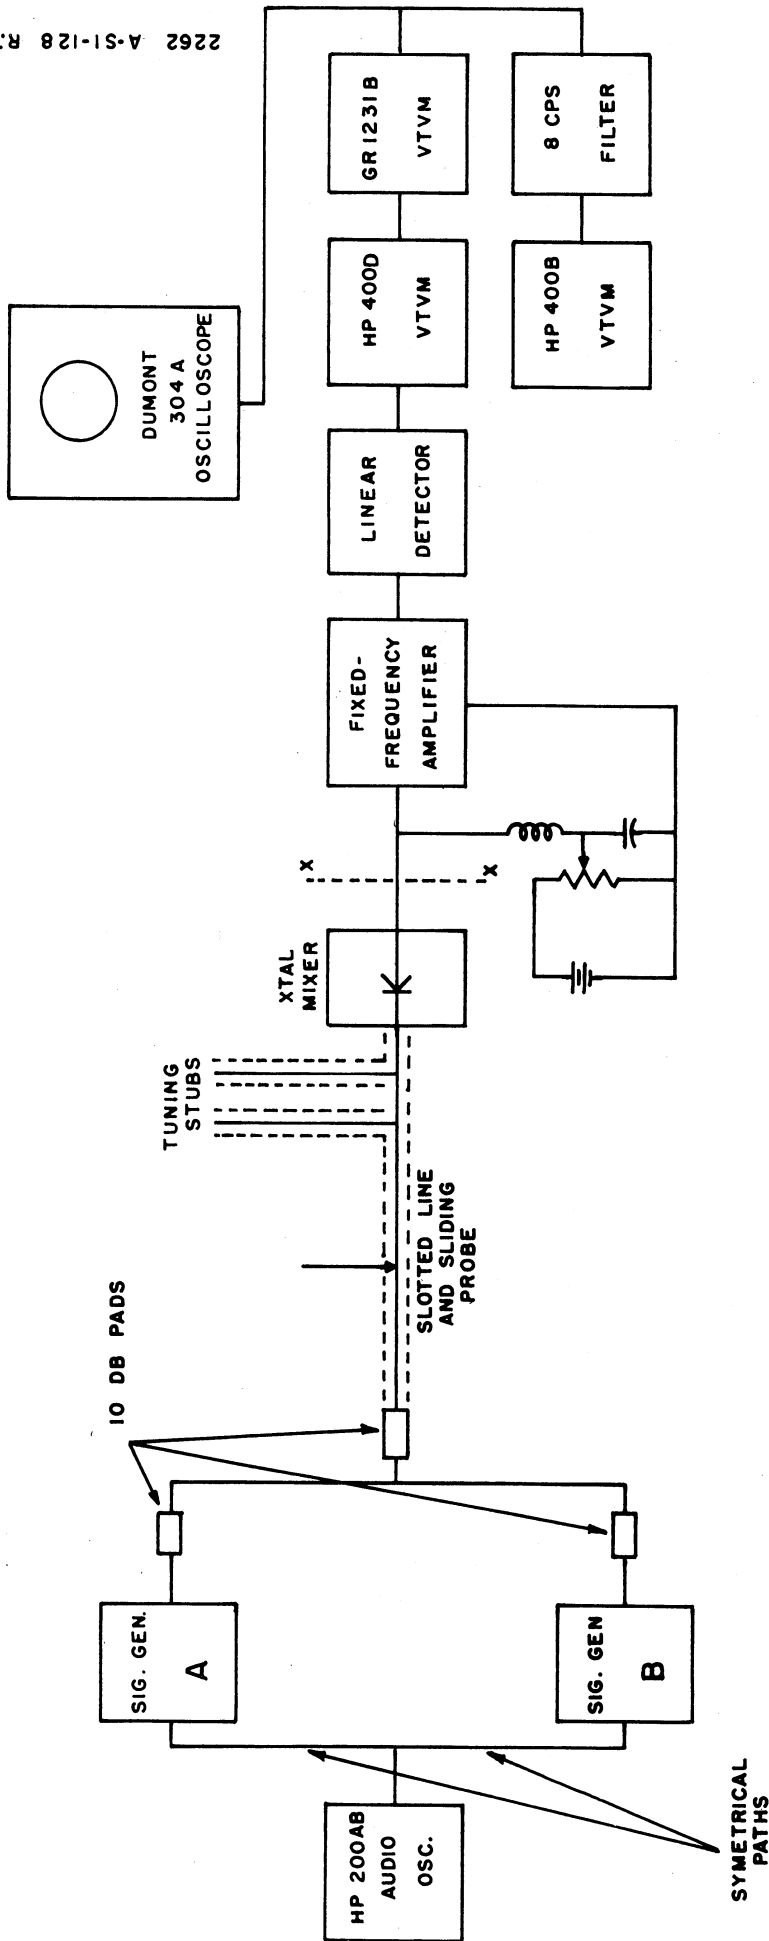 2262 A-SI-128 R.
DUMONT
304 A
OSCILLOSCOPE
HP 200AB
AUDIO
OSC.
SYMETRICAL
PATHS
SIG. GEN.
A
SIG. GEN
B
10 DB PADS
SLOTTED LINE
AND SLIDING
PROBE
TUNING
STUBS
XTAL
MIXER
X
X
FIXED-
FREQUENCY
AMPLIFIER
LINEAR
DETECTOR
HP 400D
VTVM
GR1231B
VTVM
HP 400B
VTVM
8 CPS
FILTER